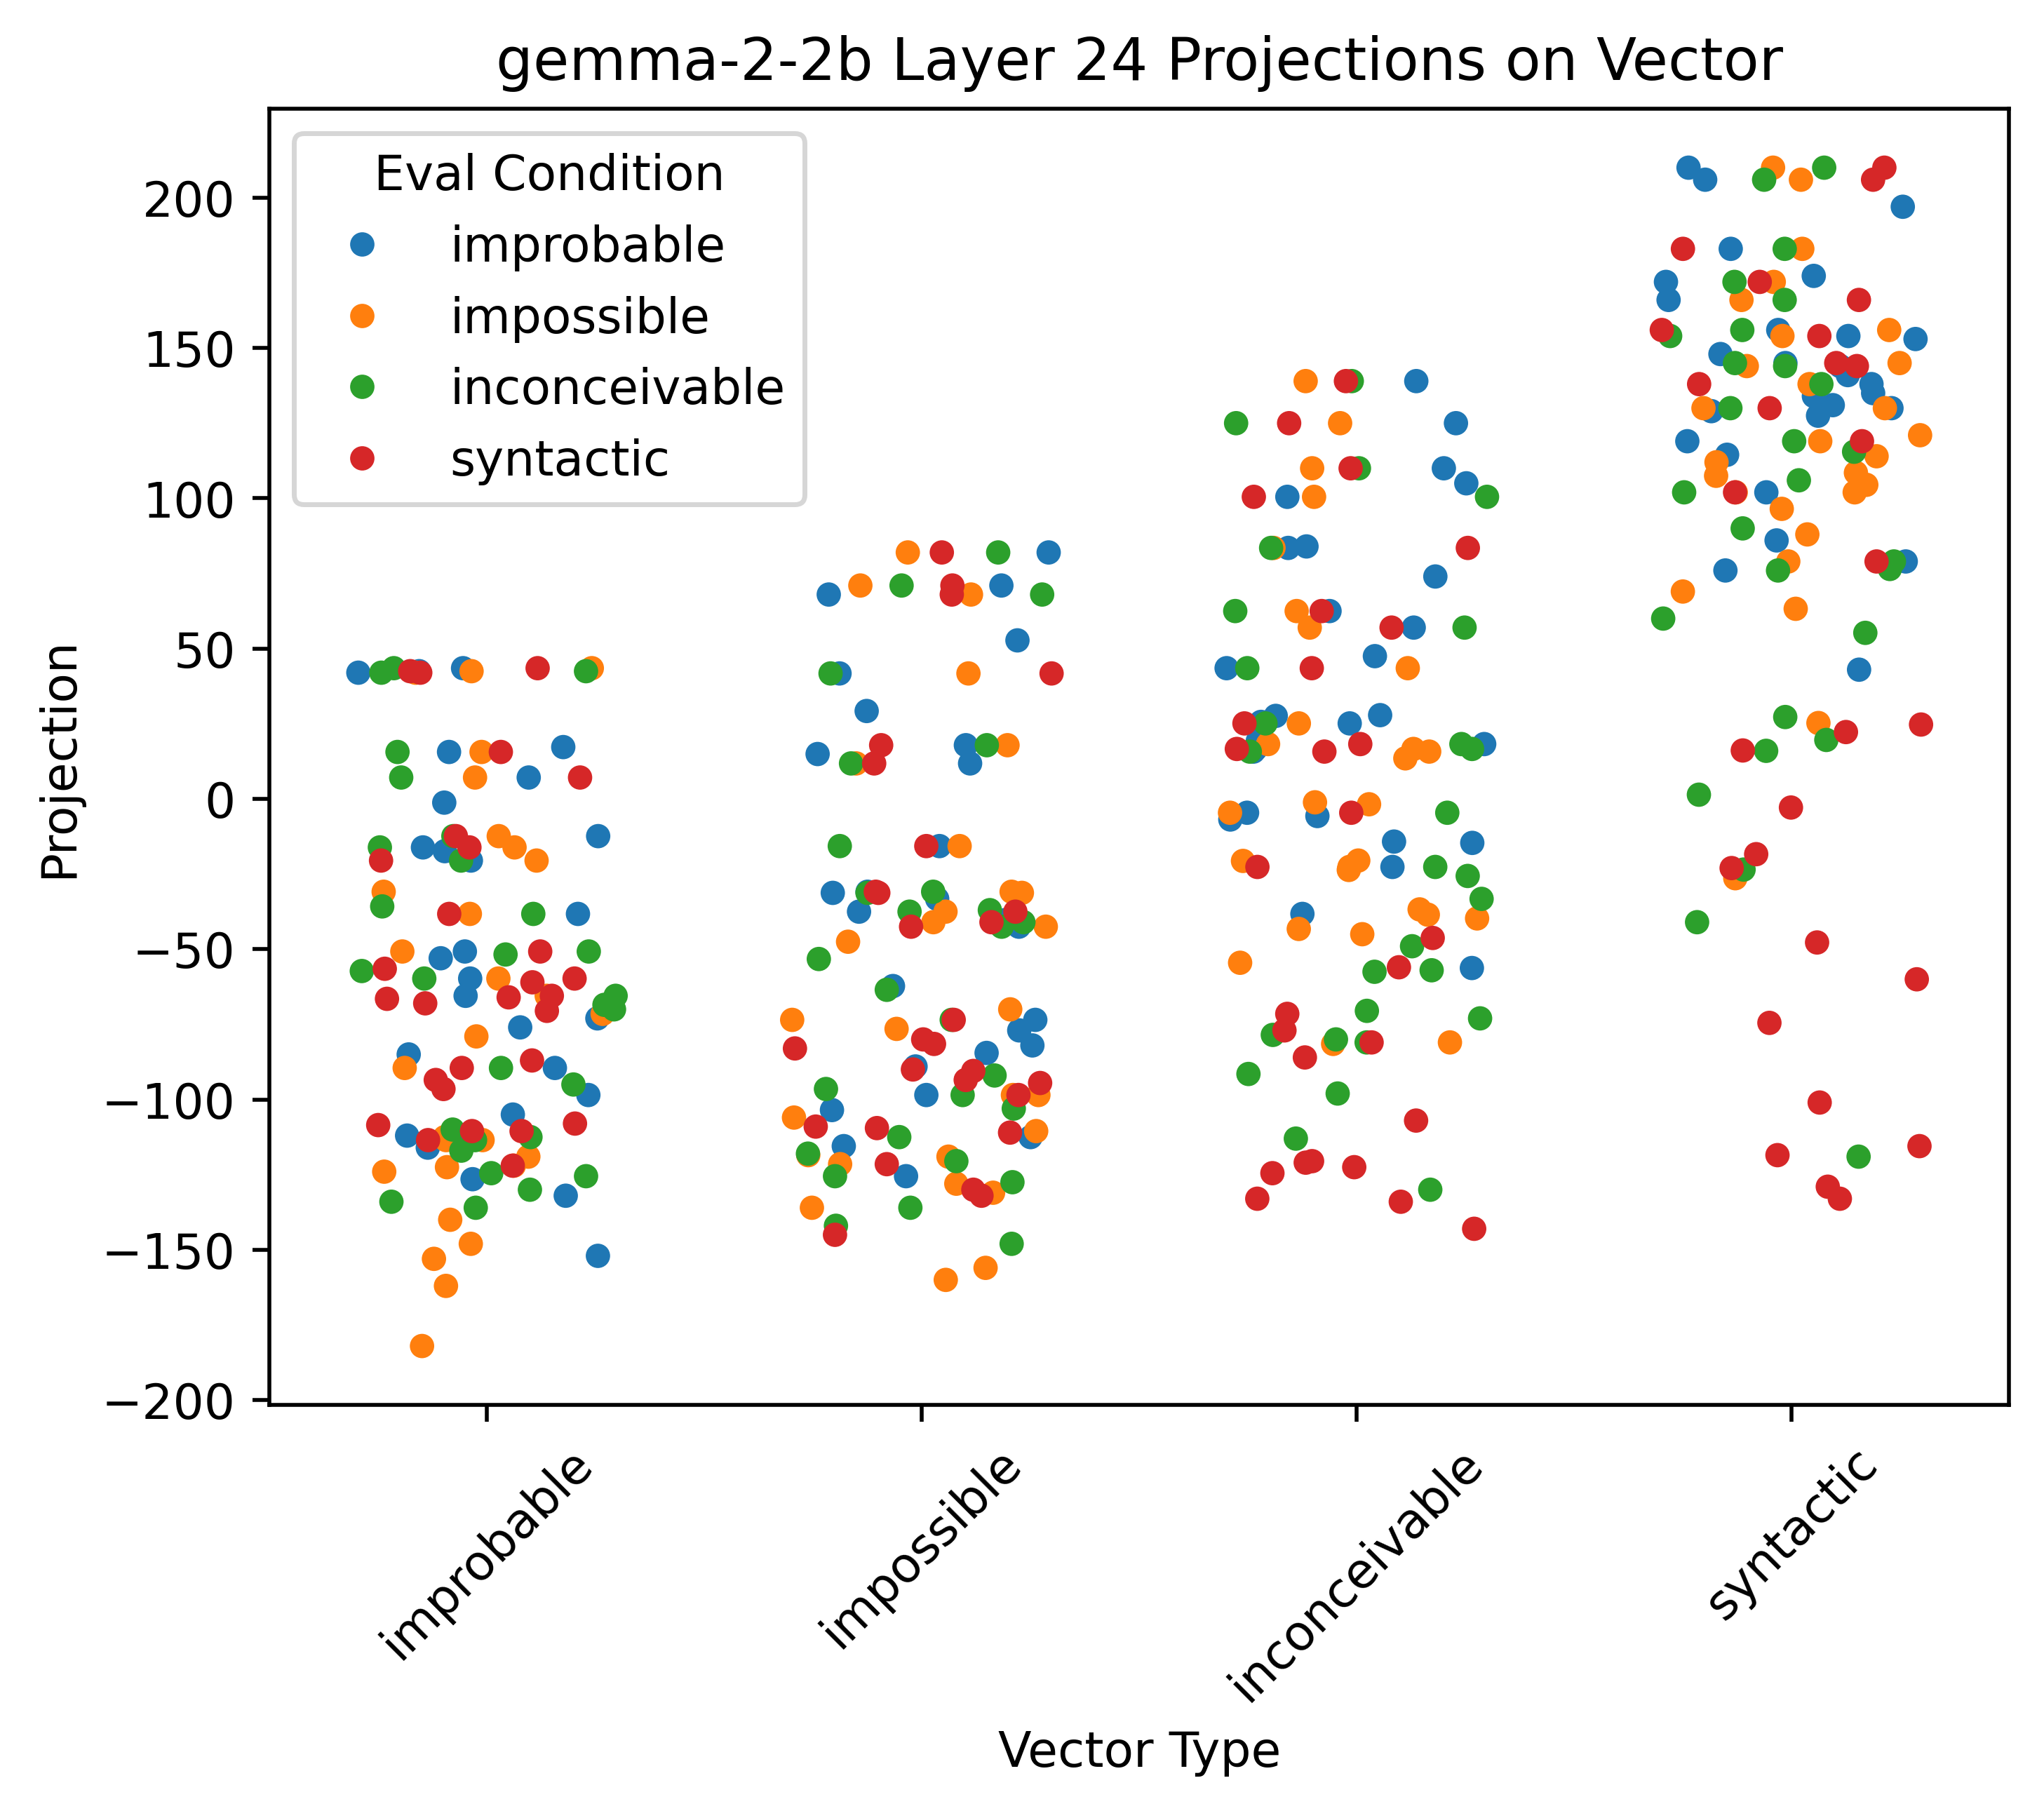 gemma-2-2b Layer 24 Projections on Vector
Eval Condition
improbable
impossible
inconceivable
syntactic
200
150
100
50
0
−50
−100
−150
−200
Projection
improbable
impossible
inconceivable
syntactic
Vector Type